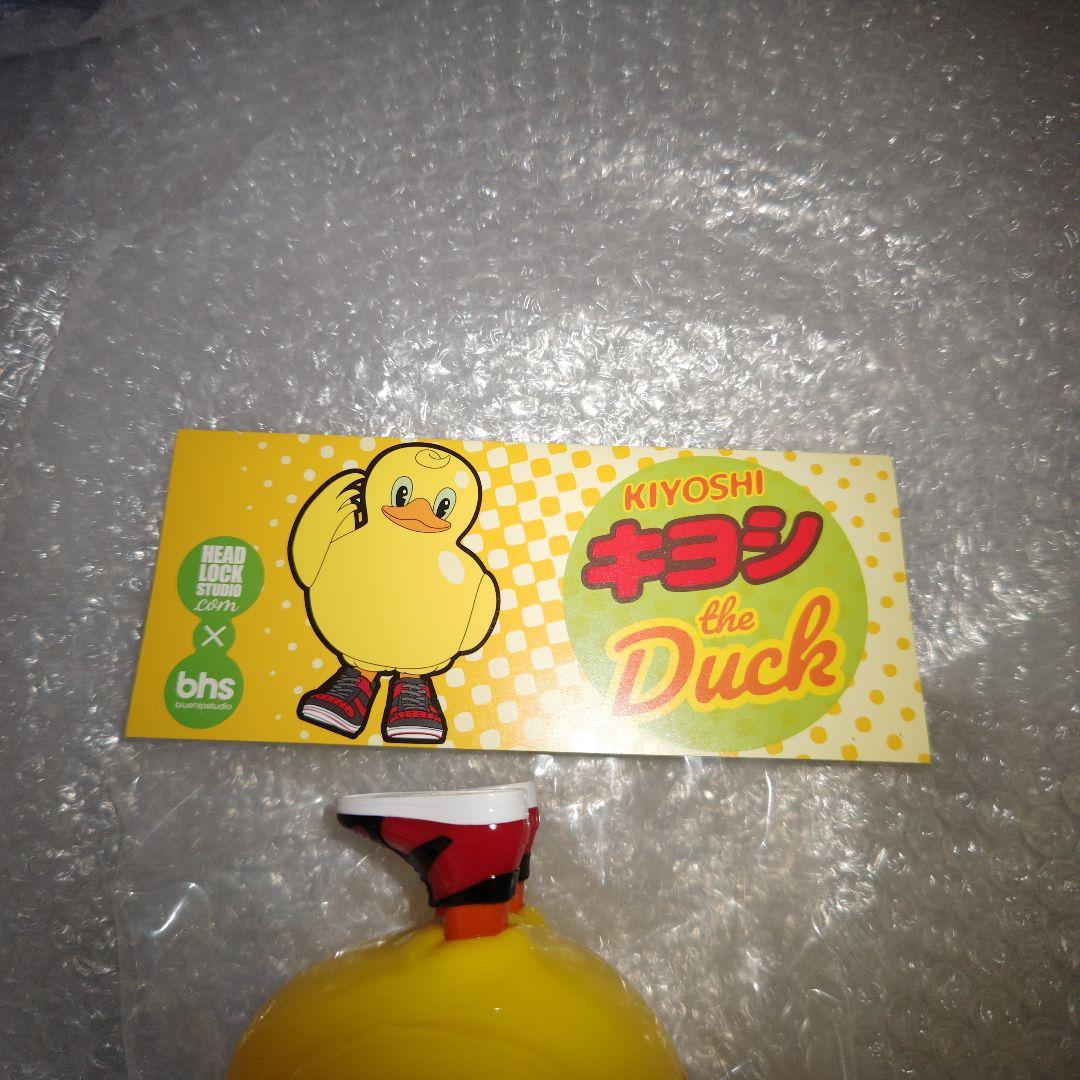 HEAD
LOCK
STUDIO
.com
×
bhs
bluehipstudio
KIYOSHI
キヨシ
the
Duck